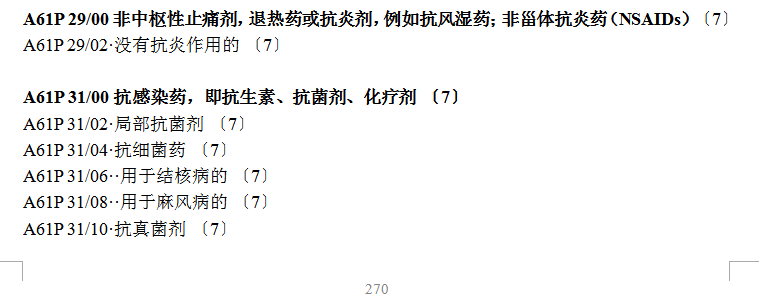 A61P 29/00 非中枢性止痛剂，退热药或抗炎剂，例如抗风湿药；非甾体抗炎药（NSAIDs）〔7〕
A61P 29/02·没有抗炎作用的 〔7〕
A61P 31/00 抗感染药，即抗生素、抗菌剂、化疗剂 〔7〕
A61P 31/02·局部抗菌剂 〔7〕
A61P 31/04·抗细菌药 〔7〕
A61P 31/06··用于结核病的 〔7〕
A61P 31/08··用于麻风病的 〔7〕
A61P 31/10·抗真菌剂 〔7〕
270